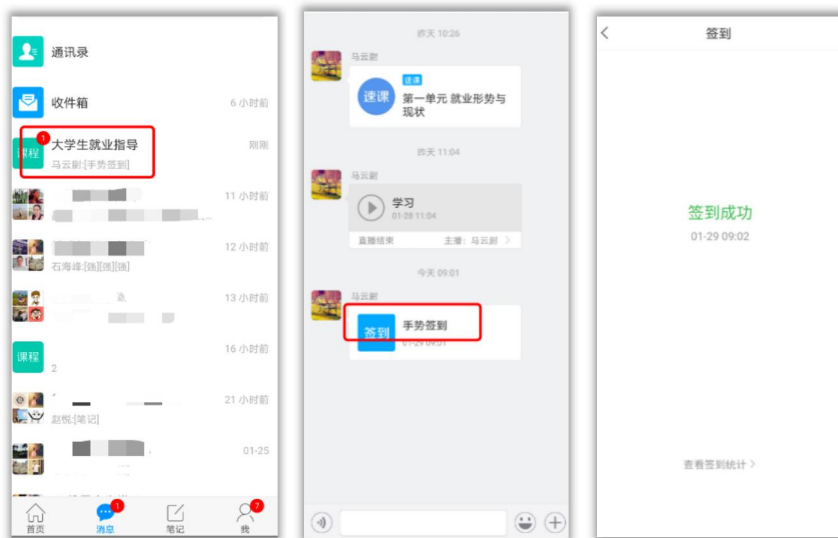 通讯录
收件箱
6 小时前
1
课程
大学生就业指导
刚刚
马云尉:[手势签到]
11 小时前
12 小时前
石海峰:[强][强][强]
13 小时前
课程
16 小时前
2
21 小时前
赵悦:[笔记]
01-25
首页
1
消息
笔记
7
我
昨天 10:26
马云尉
速课
速课
第一单元 就业形势与
现状
昨天 11:04
马云尉
学习
01-28 11:04
直播结束
主播：马云尉
今天 09:01
马云尉
签到
手势签到
01-29 09:01
签到
签到成功
01-29 09:02
查看签到统计